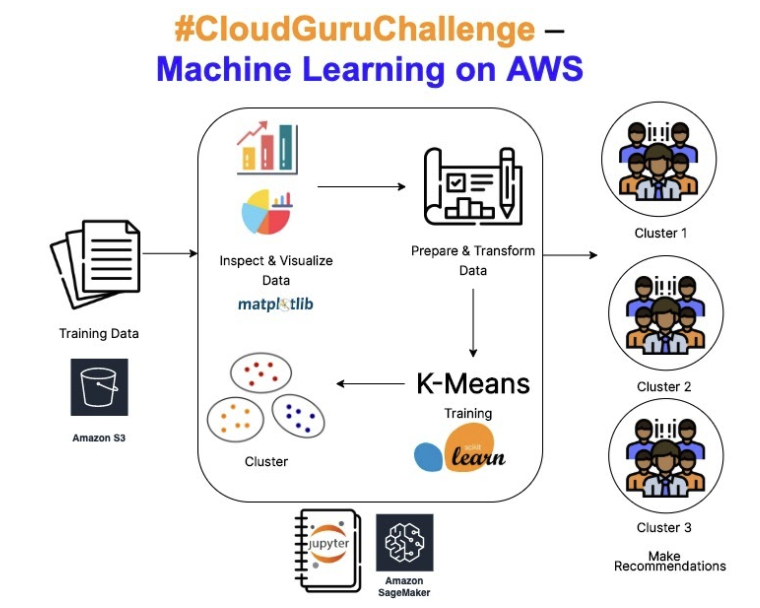 #CloudGuruChallenge –
Machine Learning on AWS
Training Data
Amazon S3
Inspect & Visualize
Data
matplotlib
Prepare & Transform
Data
K-Means
Training
scikit
learn
Cluster
jupyter
Amazon
SageMaker
Cluster 1
Cluster 2
Cluster 3
Make
Recommendations